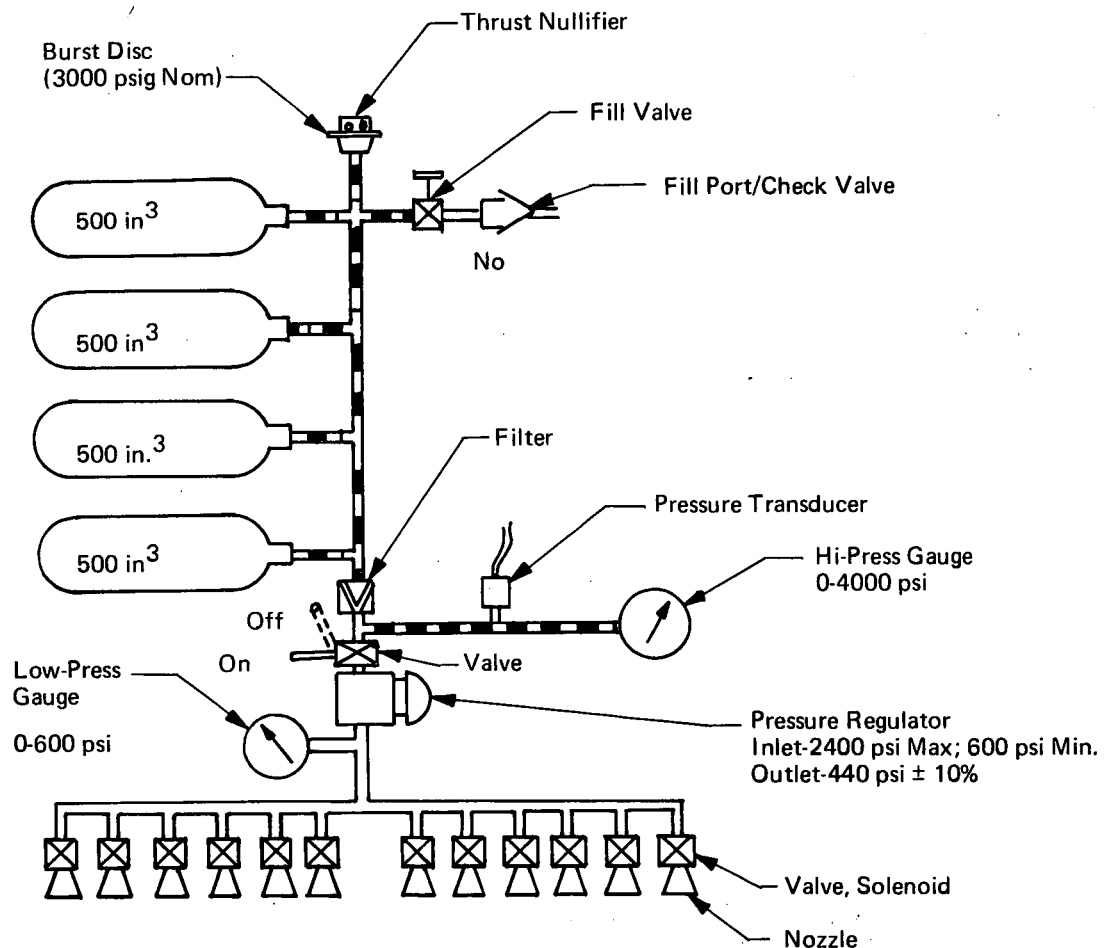 Thrust Nullifier
Burst Disc
(3000 psig Nom)
Fill Valve
Fill Port/Check Valve
500 in³
No
500 in³
500 in.³
Filter
Pressure Transducer
500 in³
Hi-Press Gauge
0-4000 psi
Off
On
Valve
Low-Press
Gauge
0-600 psi
Pressure Regulator
Inlet-2400 psi Max; 600 psi Min.
Outlet-440 psi ± 10%
Valve, Solenoid
Nozzle